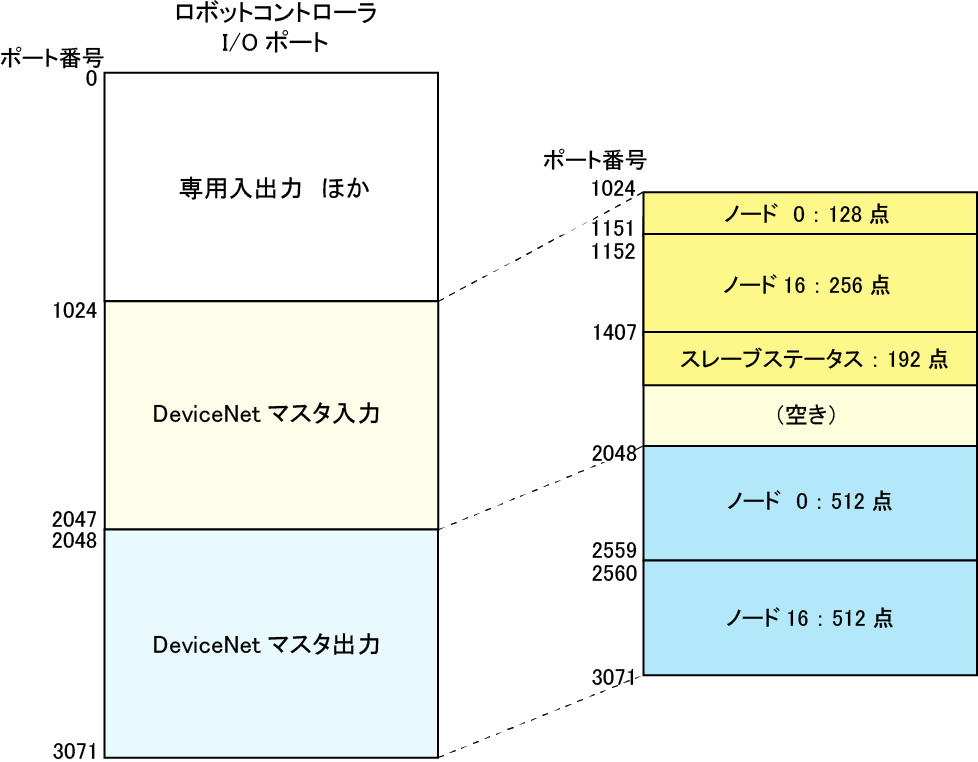 ロボットコントローラ
I/O ポート
ポート番号
0
専用入出力　ほか
1024
DeviceNet マスタ入力
2047
2048
DeviceNet マスタ出力
3071
ポート番号
1024
ノード　0 : 128 点
1151
1152
ノード 16 : 256 点
1407
スレーブステータス : 192 点
（空き）
2048
ノード　0 : 512 点
2559
2560
ノード 16 : 512 点
3071